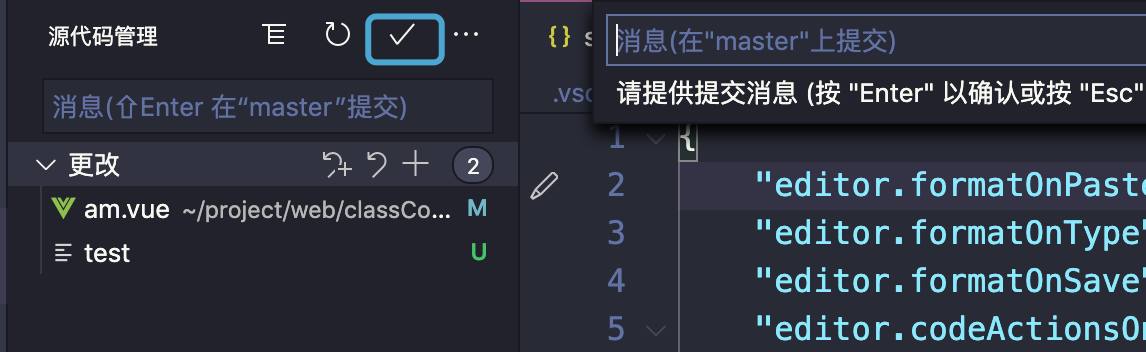 源代码管理
消息(⇧Enter 在“master”提交)
更改
2
am.vue ~/project/web/classCo... M
test U
{} s
.vsc
消息(在"master"上提交)
请提供提交消息 (按 "Enter" 以确认或按 "Esc"
1 {
2 "editor.formatOnPaste
3 "editor.formatOnType"
4 "editor.formatOnSave"
5 "editor.codeActionsOn